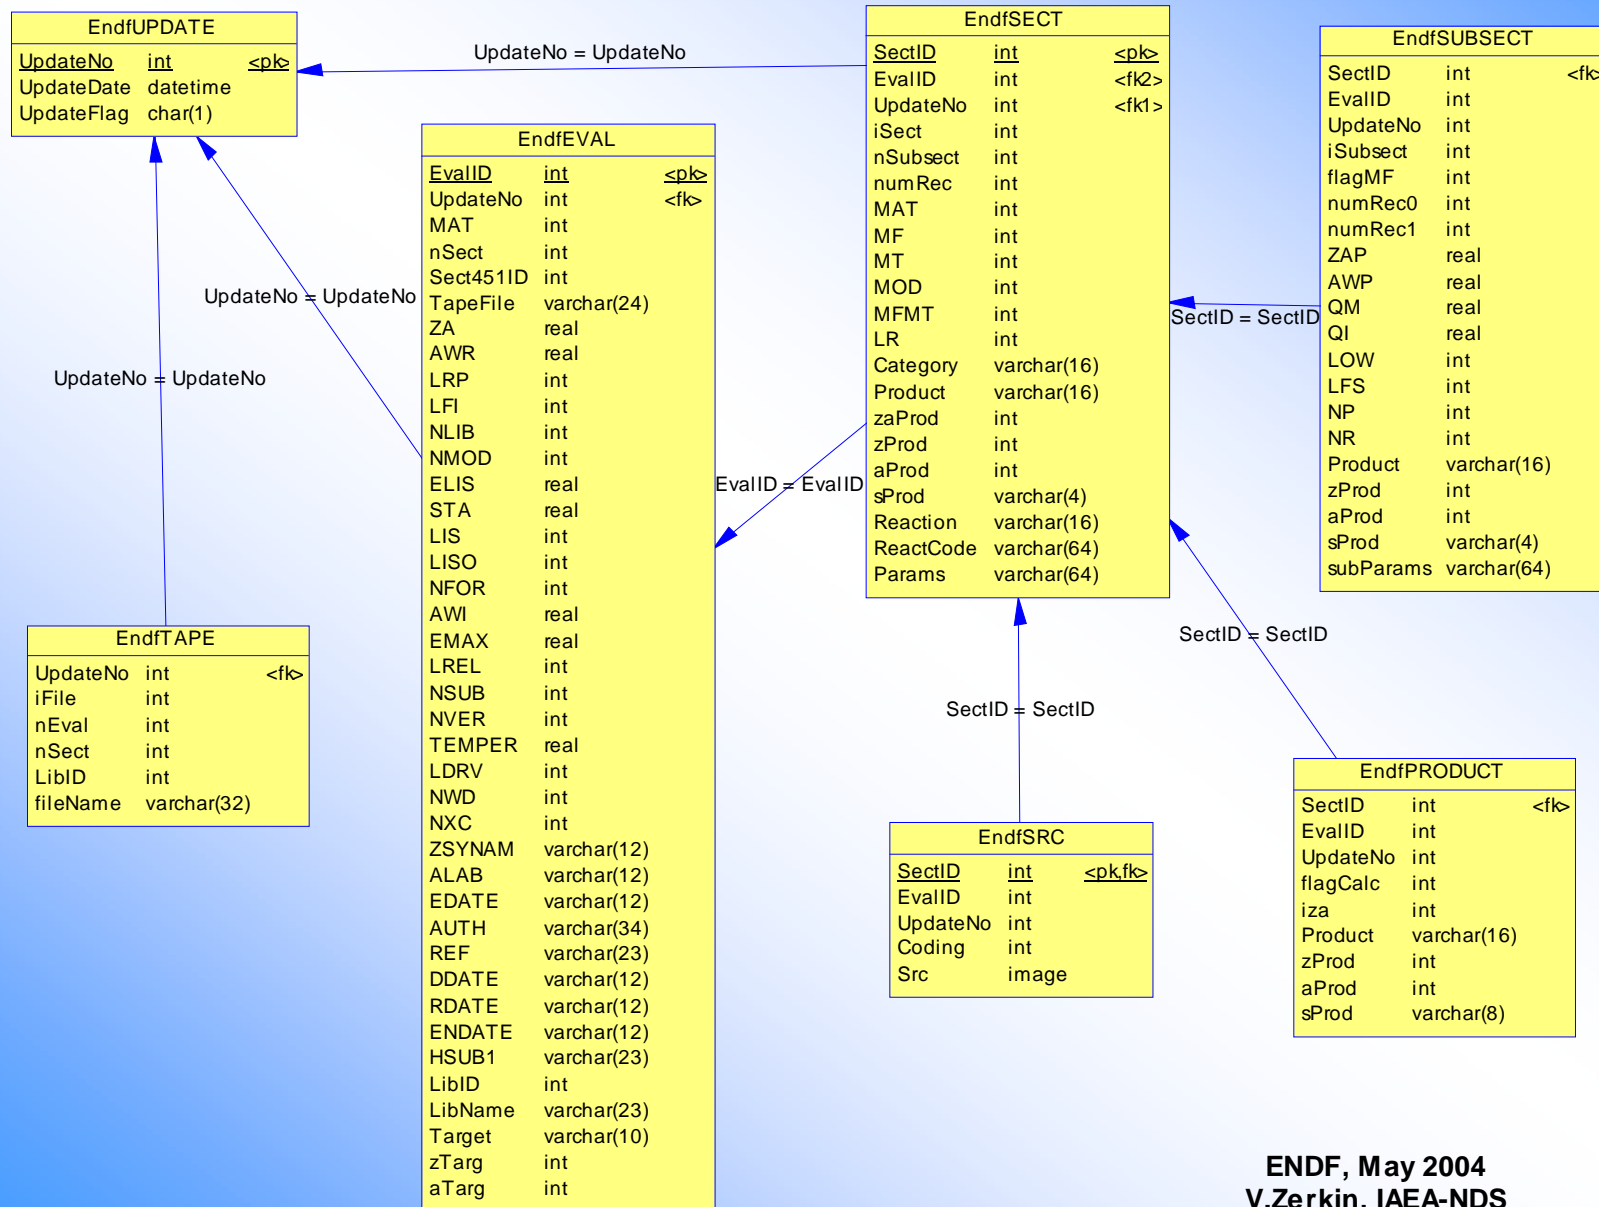 EndfUPDATE
UpdateNo int <pk>
UpdateDate datetime
UpdateFlag char(1)
UpdateNo = UpdateNo
EndfSECT
SectID int <pk>
EvalID int <fk2>
UpdateNo int <fk1>
iSect int
nSubsect int
numRec int
MAT int
MF int
MT int
MOD int
MFMT int
LR int
Category varchar(16)
Product varchar(16)
zaProd int
zProd int
aProd int
sProd varchar(4)
Reaction varchar(16)
ReactCode varchar(64)
Params varchar(64)
EndfSUBSECT
SectID int <fk>
EvalID int
UpdateNo int
iSubsect int
flagMF int
numRec0 int
numRec1 int
ZAP real
AWP real
QM real
QI real
LOW int
LFS int
NP int
NR int
Product varchar(16)
zProd int
aProd int
sProd varchar(4)
subParams varchar(64)
EndfEVAL
EvalID int <pk>
UpdateNo int <fk>
MAT int
nSect int
Sect451ID int
TapeFile varchar(24)
ZA real
AWR real
LRP int
LFI int
NLIB int
NMOD int
ELIS real
STA real
LIS int
LISO int
NFOR int
AWI real
EMAX real
LREL int
NSUB int
NVER int
TEMPER real
LDRV int
NWD int
NXC int
ZSYNAM varchar(12)
ALAB varchar(12)
EDATE varchar(12)
AUTH varchar(34)
REF varchar(23)
DDATE varchar(12)
RDATE varchar(12)
ENDATE varchar(12)
HSUB1 varchar(23)
LibID int
LibName varchar(23)
Target varchar(10)
zTarg int
aTarg int
UpdateNo = UpdateNo
UpdateNo = UpdateNo
EvalID = EvalID
SectID = SectID
SectID = SectID
SectID = SectID
EndfTAPE
UpdateNo int <fk>
iFile int
nEval int
nSect int
LibID int
fileName varchar(32)
EndfSRC
SectID int <pk,fk>
EvalID int
UpdateNo int
Coding int
Src image
EndfPRODUCT
SectID int <fk>
EvalID int
UpdateNo int
flagCalc int
iza int
Product varchar(16)
zProd int
aProd int
sProd varchar(8)
ENDF, May 2004
V.Zerkin, IAEA-NDS